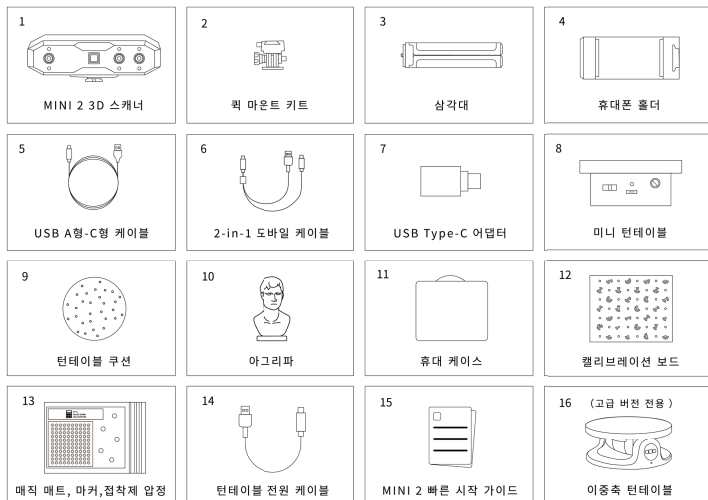 1
MINI 2 3D 스캐너
2
퀵 마운트 키트
3
삼각대
4
휴대폰 홀더
5
USB A형-C형 케이블
6
2-in-1 도바일 케이블
7
USB Type-C 어댑터
8
미니 턴테이블
9
턴테이블 쿠션
10
아그리파
11
휴대 케이스
12
캘리브레이션 보드
13
매직 매트, 마커,접착제 압정
14
턴테이블 전원 케이블
15
MINI 2 빠른 시작 가이드
16 (고급 버전 전용 )
이중축 턴테이블